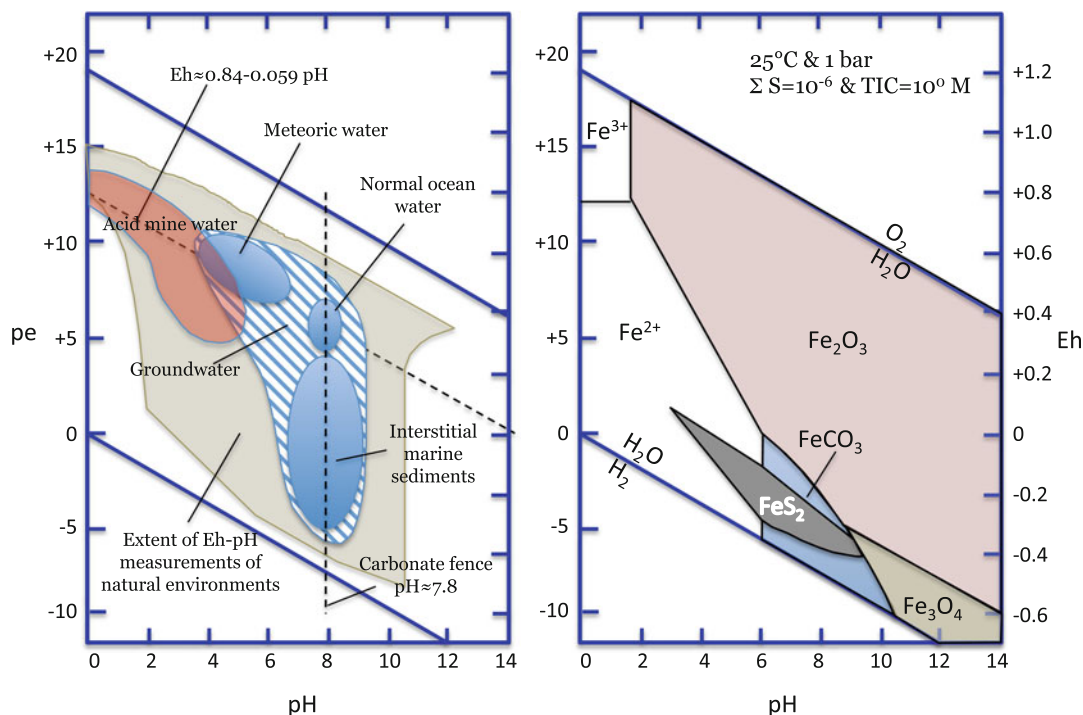 +20
+15
+10
+5
0
-5
-10
pe
Eh≈0.84-0.059 pH
Meteoric water
Normal ocean
water
Acid mine water
Groundwater
Interstitial
marine
sediments
Extent of Eh-pH
measurements of
natural environments
Carbonate fence
pH≈7.8
0 2 4 6 8 10 12 14
pH
+20
+15
+10
+5
0
-5
-10
25°C & 1 bar
Σ S=10⁻⁶ & TIC=10⁰ M
Fe³⁺
O₂
H₂O
Fe²⁺
Fe₂O₃
FeCO₃
H₂O
H₂
FeS₂
Fe₃O₄
+1.2
+1.0
+0.8
+0.6
+0.4
Eh
+0.2
0
-0.2
-0.4
-0.6
0 2 4 6 8 10 12 14
pH